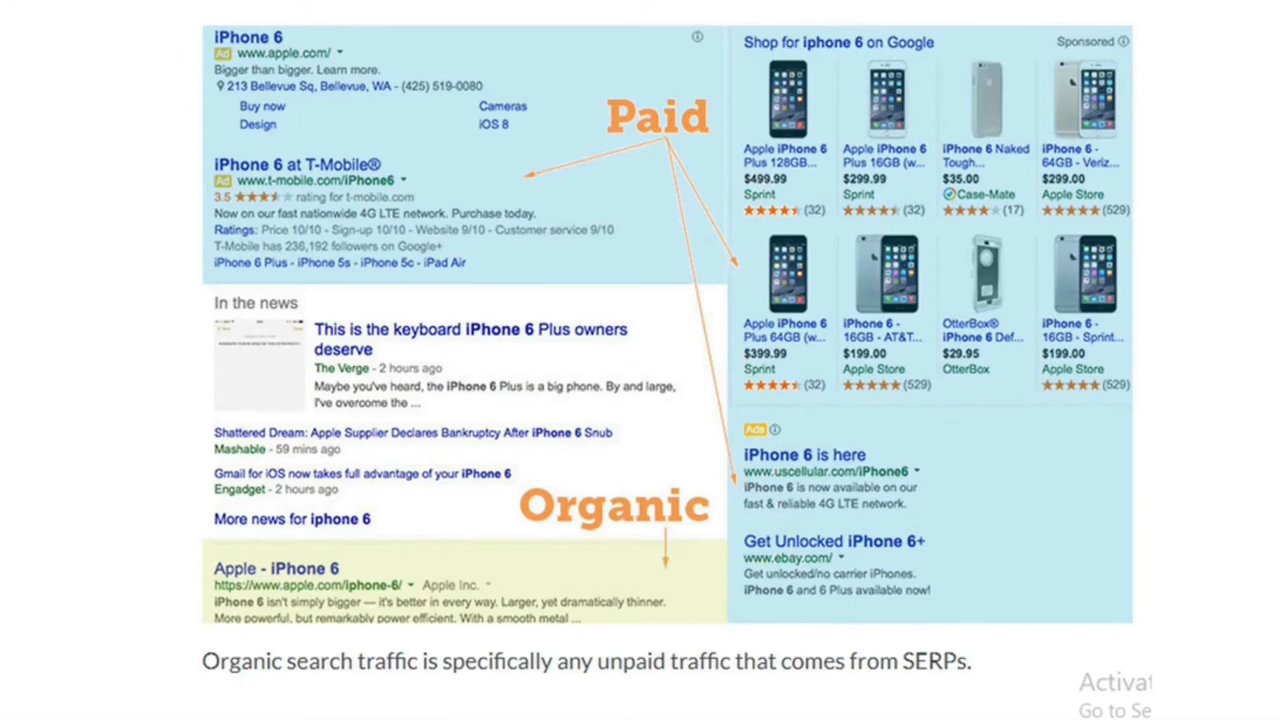 iPhone 6
Ad www.apple.com/
Bigger than bigger. Learn more.
213 Bellevue Sq, Bellevue, WA - (425) 519-0080
Buy now Cameras
Design iOS 8
iPhone 6 at T-Mobile®
Ad www.t-mobile.com/iPhone6
3.5 ★★★★★ rating for t-mobile.com
Now on our fast nationwide 4G LTE network. Purchase today.
Ratings: Price 10/10 - Sign-up 10/10 - Website 9/10 - Customer service 9/10
T-Mobile has 236,192 followers on Google+
iPhone 6 Plus - iPhone 5s - iPhone 5c - iPad Air
Paid
In the news
This is the keyboard iPhone 6 Plus owners
deserve
The Verge - 2 hours ago
Maybe you've heard, the iPhone 6 Plus is a big phone. By and large,
I've overcome the ...
Shattered Dream: Apple Supplier Declares Bankruptcy After iPhone 6 Snub
Mashable - 59 mins ago
Gmail for iOS now takes full advantage of your iPhone 6
Engadget - 2 hours ago
More news for iphone 6
Organic
Apple - iPhone 6
https://www.apple.com/iphone-6/ Apple Inc.
iPhone 6 isn't simply bigger — it's better in every way. Larger, yet dramatically thinner.
More powerful, but remarkably power efficient. With a smooth metal ...
Shop for iphone 6 on Google Sponsored
Apple iPhone 6
Plus 128GB...
$499.99
Sprint
(32)
Apple iPhone 6
Plus 16GB (w...
$299.99
Sprint
(32)
iPhone 6 Naked
Tough...
$35.00
Case-Mate
(17)
iPhone 6 -
64GB - Veriz...
$299.00
Apple Store
(529)
Apple iPhone 6
Plus 64GB (w...
$399.99
Sprint
(32)
iPhone 6 -
16GB - AT&T...
$199.00
Apple Store
(529)
OtterBox®
iPhone 6 Def...
$29.95
OtterBox
iPhone 6 -
16GB - Sprint...
$199.00
Apple Store
(529)
Ads
iPhone 6 is here
www.uscellular.com/iPhone6
iPhone 6 is now available on our
fast & reliable 4G LTE network.
Get Unlocked iPhone 6+
www.ebay.com/
Get unlocked/no carrier iPhones.
iPhone 6 and 6 Plus available now!
Organic search traffic is specifically any unpaid traffic that comes from SERPs.
Activat
Go to Se